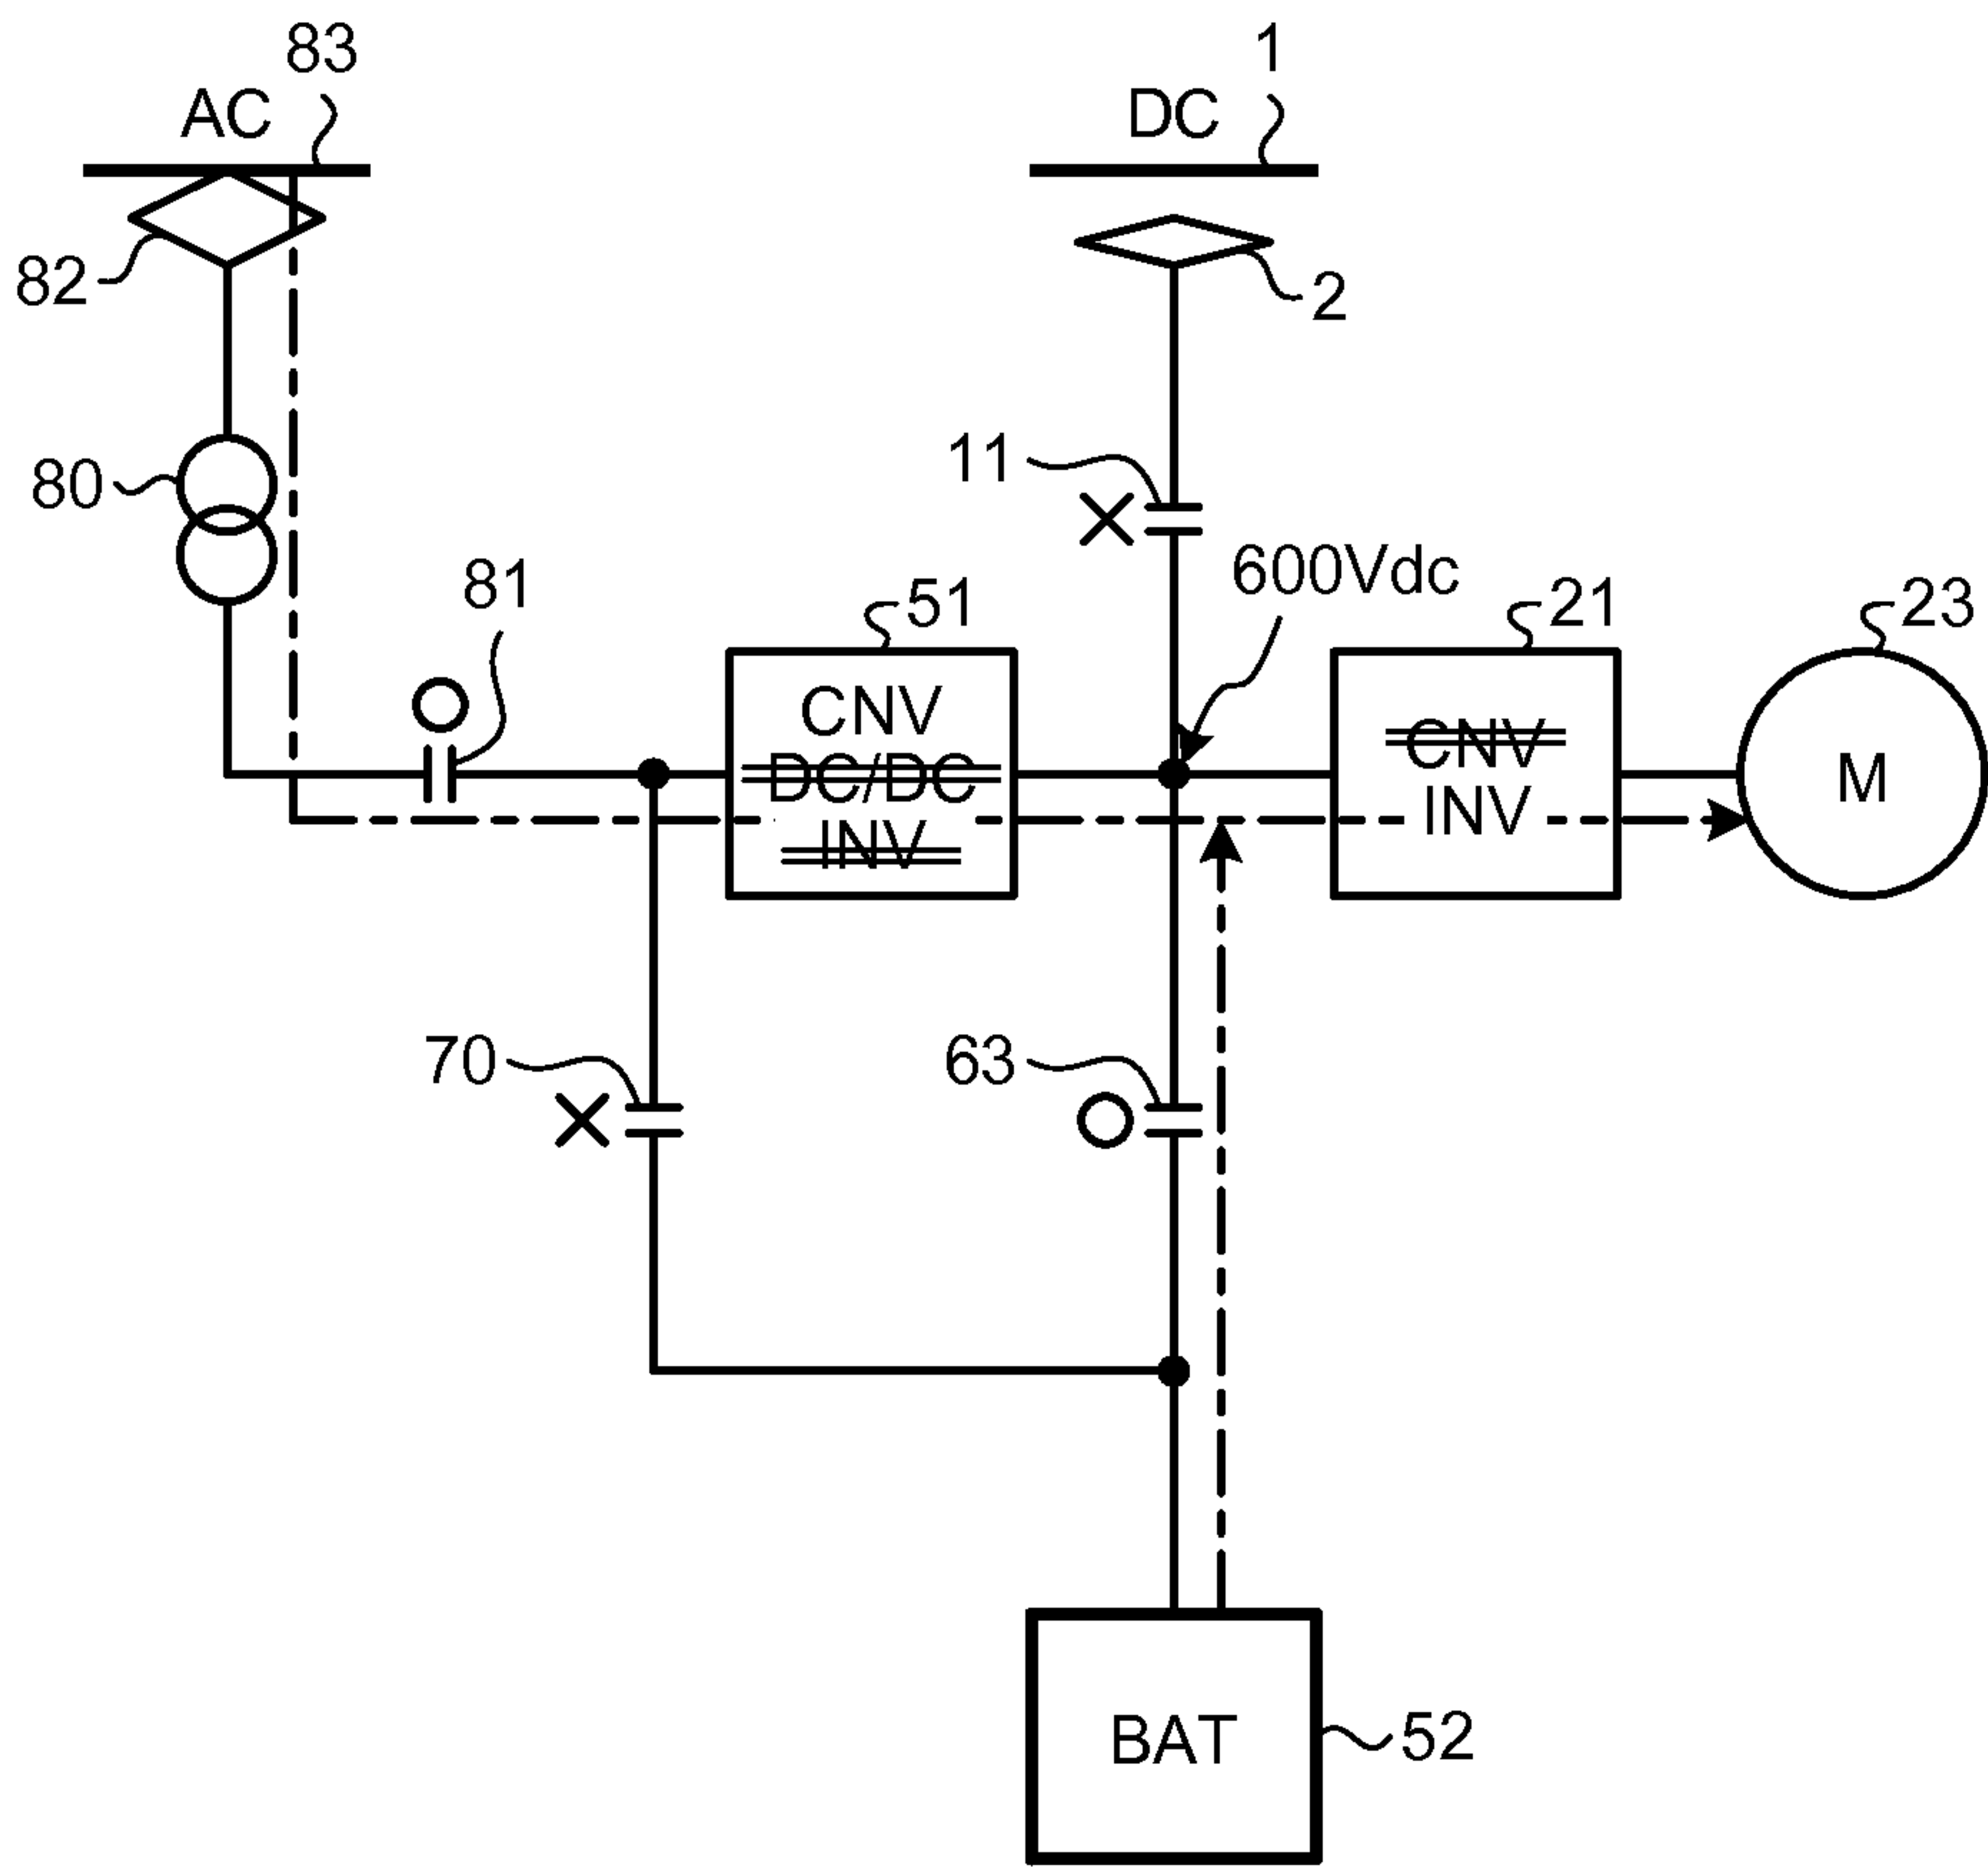 83
AC
1
DC
82
2
80
11
81
600Vdc
51
21
23
CNV
DC/DC
INV
CNV
INV
M
70
63
BAT
52